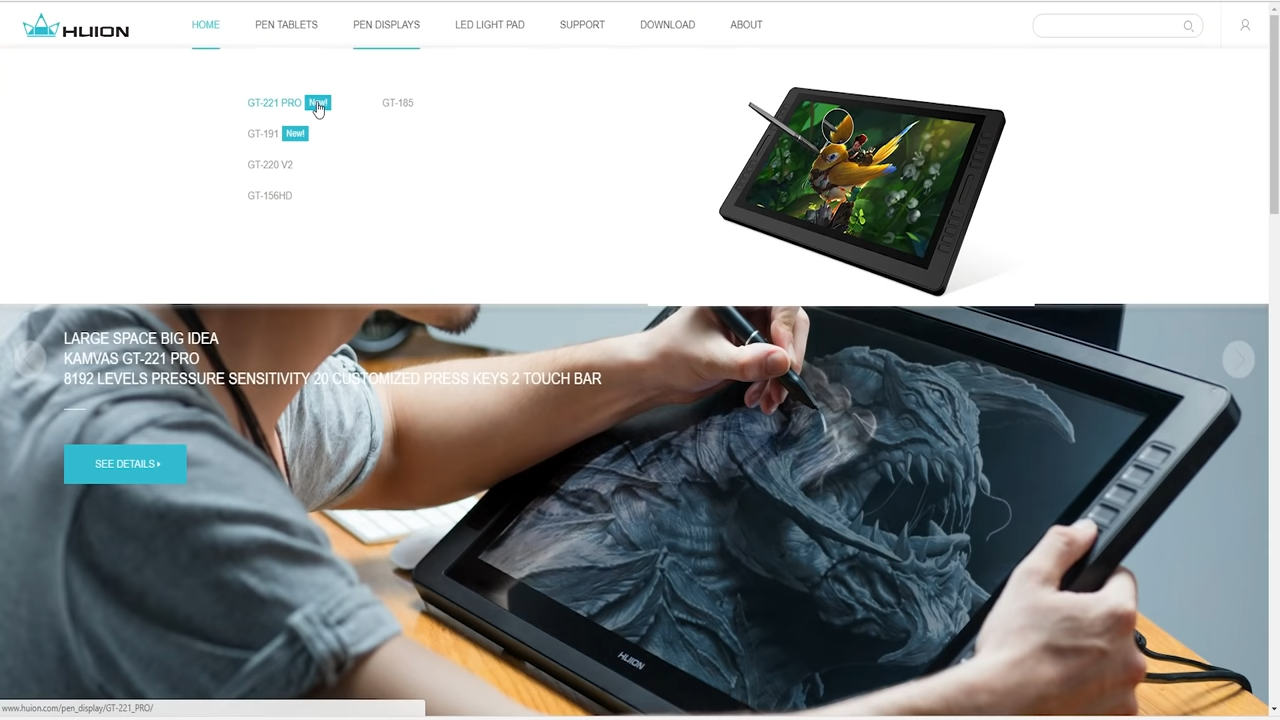 HUION
HOME PEN TABLETS PEN DISPLAYS LED LIGHT PAD SUPPORT DOWNLOAD ABOUT
GT-221 PRO New! GT-185
GT-191 New!
GT-220 V2
GT-156HD
LARGE SPACE BIG IDEA
KAMVAS GT-221 PRO
8192 LEVELS PRESSURE SENSITIVITY 20 CUSTOMIZED PRESS KEYS 2 TOUCH BAR
SEE DETAILS
HUION
www.huion.com/pen_display/GT-221_PRO/